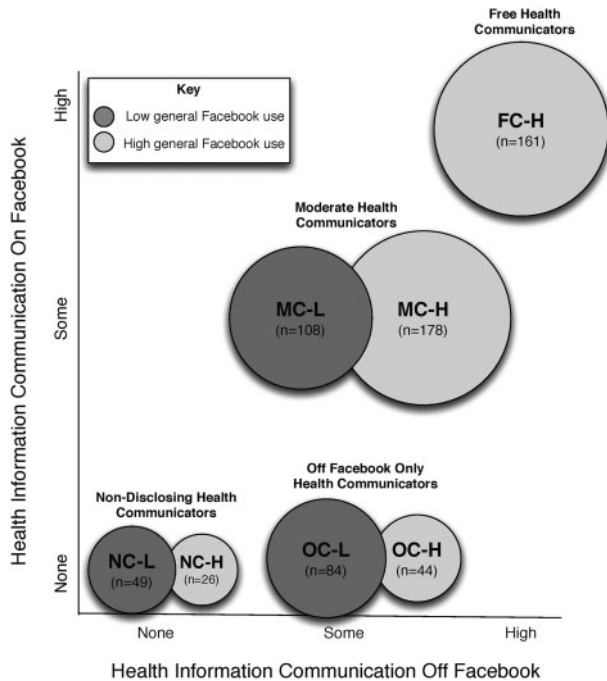 Free Health
Communicators
Key
Low general Facebook use
High general Facebook use
FC-H
(n=161)
Moderate Health
Communicators
MC-L
(n=108)
MC-H
(n=178)
Off Facebook Only
Health Communicators
Non-Disclosing Health
Communicators
NC-L
(n=49)
NC-H
(n=26)
OC-L
(n=84)
OC-H
(n=44)
High
Some
None
Health Information Communication On Facebook
None
Some
High
Health Information Communication Off Facebook